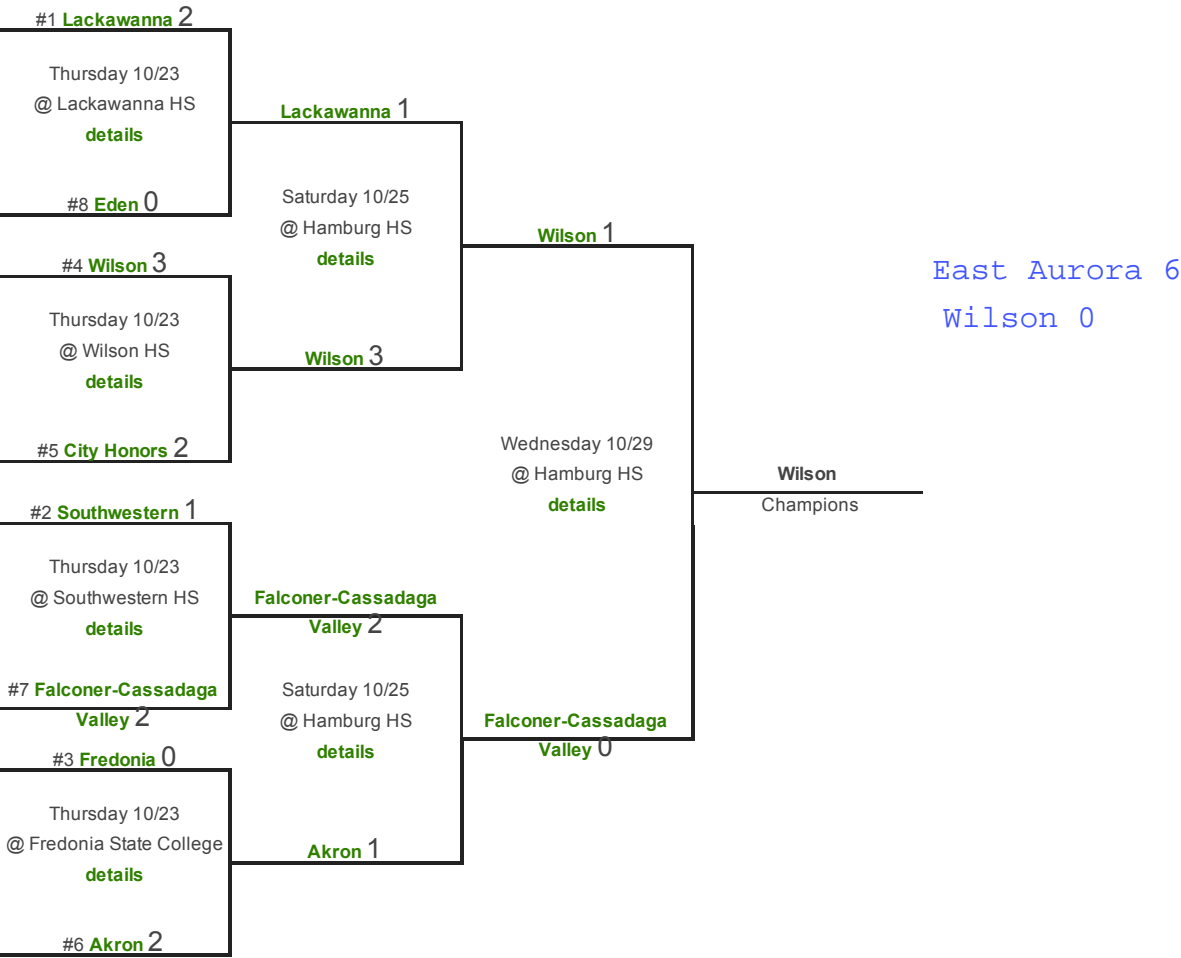 #1 Lackawanna 2
Thursday 10/23
@ Lackawanna HS
details
#8 Eden 0
#4 Wilson 3
Thursday 10/23
@ Wilson HS
details
#5 City Honors 2
#2 Southwestern 1
Thursday 10/23
@ Southwestern HS
details
#7 Falconer-Cassadaga
Valley 2
#3 Fredonia 0
Thursday 10/23
@ Fredonia State College
details
#6 Akron 2
Lackawanna 1
Saturday 10/25
@ Hamburg HS
details
Wilson 3
Falconer-Cassadaga
Valley 2
Saturday 10/25
@ Hamburg HS
details
Akron 1
Wilson 1
Wednesday 10/29
@ Hamburg HS
details
Falconer-Cassadaga
Valley 0
Wilson
Champions
East Aurora 6
Wilson 0